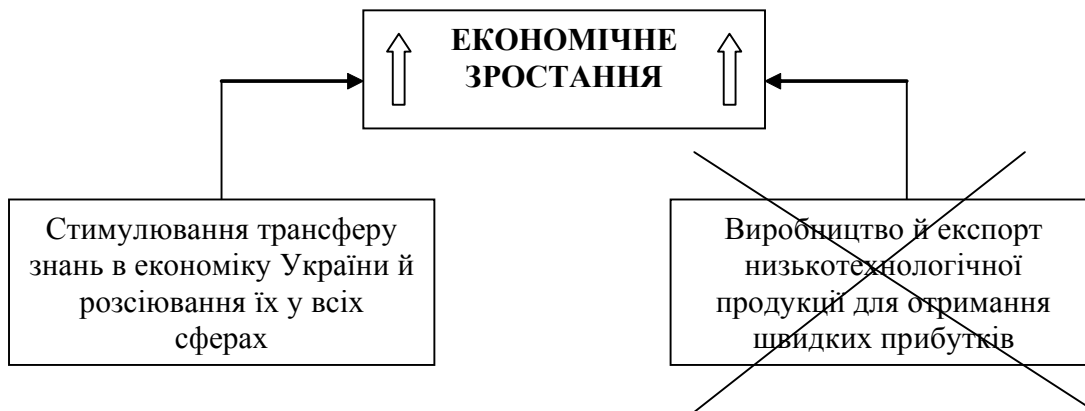 ЕКОНОМІЧНЕ
ЗРОСТАННЯ
Стимулювання трансферу
знань в економіку України й
розсіювання їх у всіх
сферах
Виробництво й експорт
низькотехнологічної
продукції для отримання
швидких прибутків